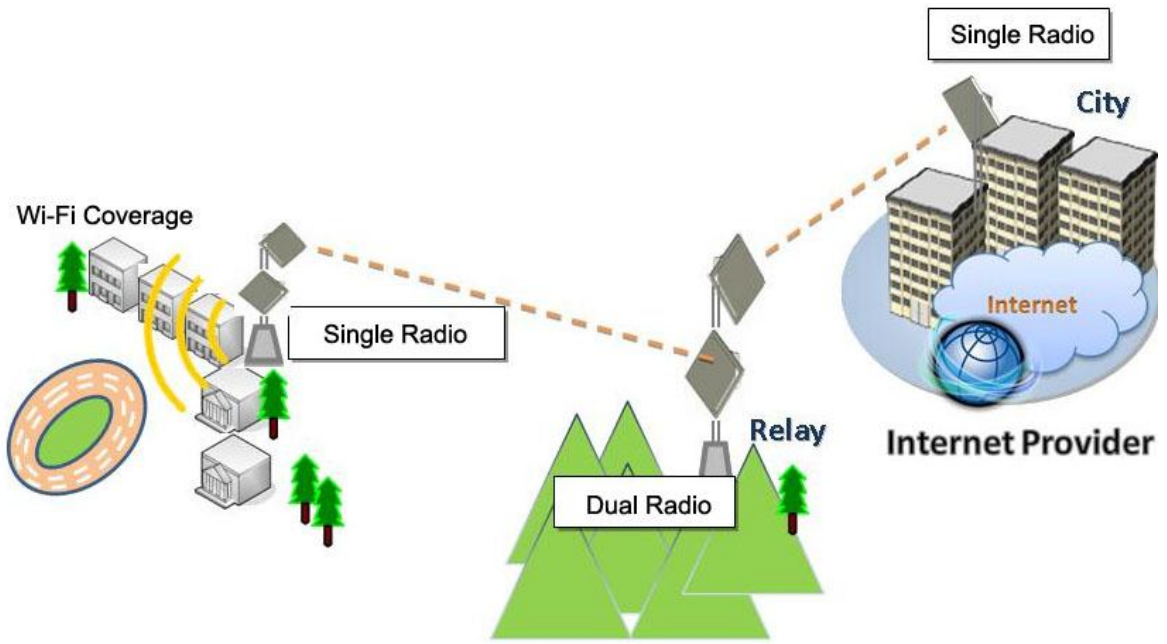 Single Radio
City
Wi-Fi Coverage
Internet
Single Radio
Relay
Internet Provider
Dual Radio